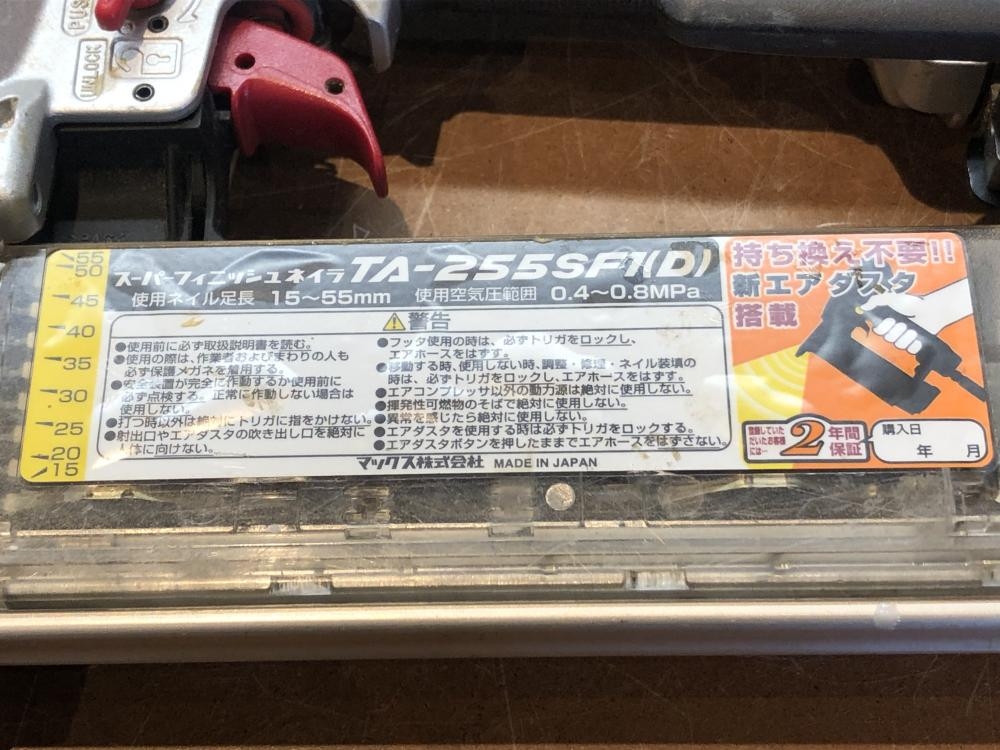 PUS
UNLOCK
55
50
45
40
35
30
25
20
15
スーパーフィニッシュネイラ TA-255SF1(D)
使用ネイル足長 15~55mm 使用空気圧範囲 0.4~0.8MPa
警告
●使用前に必ず取扱説明書を読む。
●使用の際は、作業者およびまわりの人も
必ず保護メガネを着用する。
●安全装置が完全に作動するか使用前に
必ず点検する。正常に作動しない場合は
使用しない。
●打つ時以外は絶対にトリガに指をかけない。
●射出口やエアダスタの吹き出し口を絶対に
人体に向けない。
●フッタ使用の時は、必ずトリガをロックし、
エアホースをはずす。
●移動する時、使用しない時、調整・修理・ネイル装填の
時は、必ずトリガをロックし、エアホースをはずす。
●エアコンプレッサ以外の動力源は絶対に使用しない。
●揮発性可燃物のそばで絶対に使用しない。
●異常を感じたら絶対に使用しない。
●エアダスタを使用する時は必ずトリガをロックする。
●エアダスタボタンを押したままでエアホースをはずさない。
マックス株式会社 MADE IN JAPAN
持ち換え不要!!
新エアダスタ
搭載
登録していた
だいたお客様
には…
2年間
保証
購入日
年 月